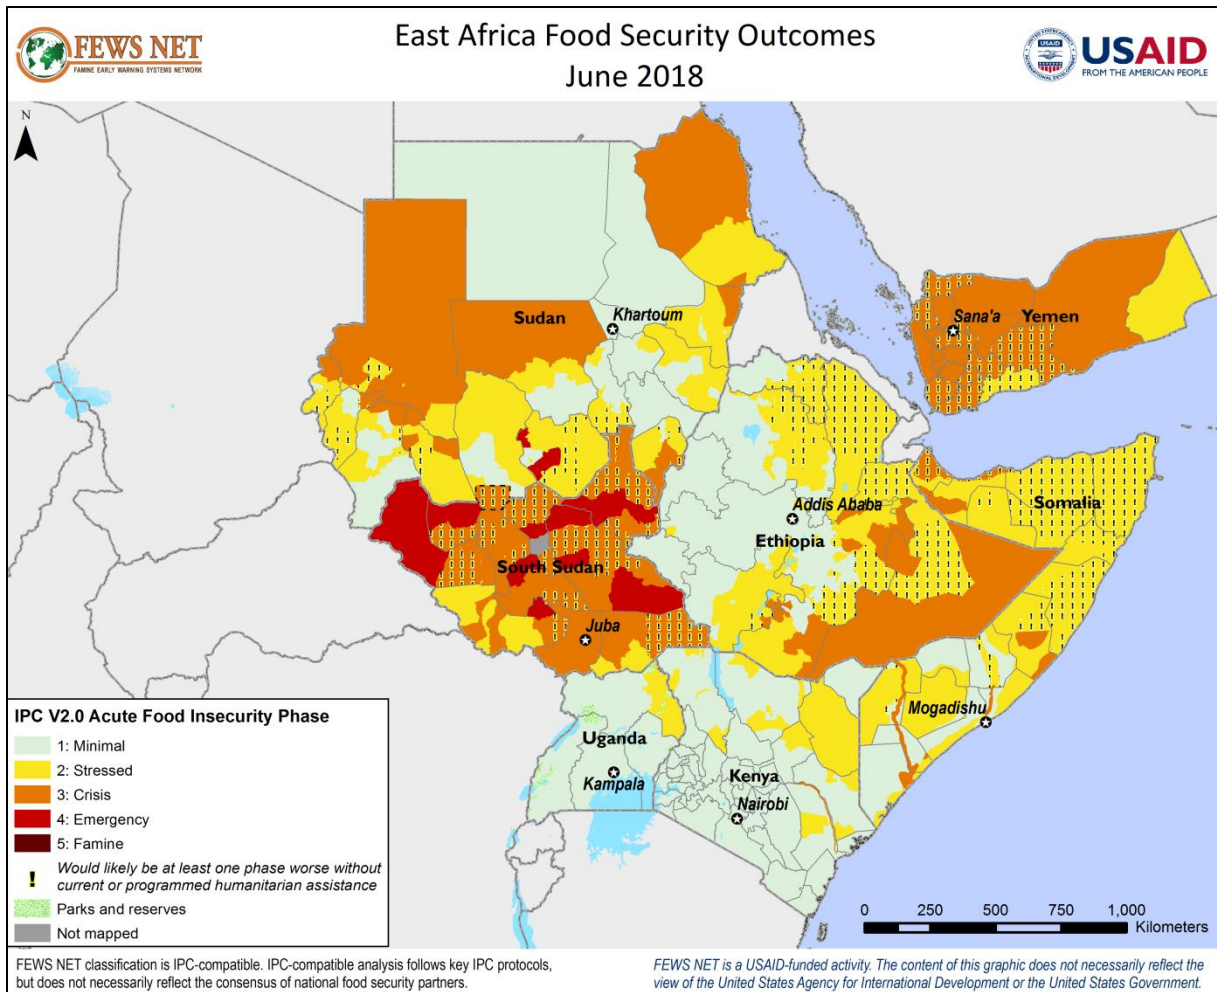 FEWS NET
FAMINE EARLY WARNING SYSTEMS NETWORK
East Africa Food Security Outcomes
June 2018
UNITED STATES AGENCY
USAID
INTERNATIONAL DEVELOPMENT
USAID
FROM THE AMERICAN PEOPLE
N
Khartoum
Sudan
Sana'a
Yemen
Addis Ababa
Somalia
Ethiopia
South Sudan
Juba
Mogadishu
Uganda
Kampala
Kenya
Nairobi
IPC V2.0 Acute Food Insecurity Phase
1: Minimal
2: Stressed
3: Crisis
4: Emergency
5: Famine
! Would likely be at least one phase worse without
current or programmed humanitarian assistance
Parks and reserves
Not mapped
0 250 500 750 1,000
Kilometers
FEWS NET classification is IPC-compatible. IPC-compatible analysis follows key IPC protocols,
but does not necessarily reflect the consensus of national food security partners.
FEWS NET is a USAID-funded activity. The content of this graphic does not necessarily reflect the
view of the United States Agency for International Development or the United States Government.